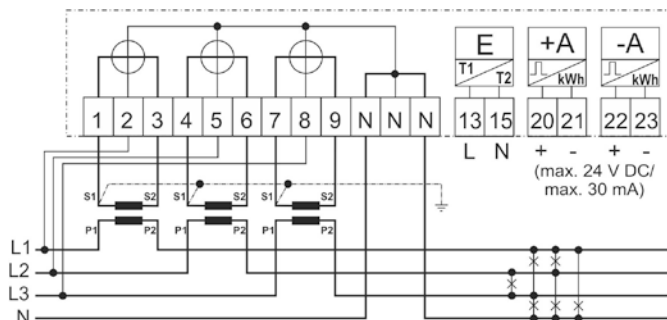 E +A -A
T1 T2 kWh kWh
1 2 3 4 5 6 7 8 9 N N N 13 15 20 21 22 23
L N + - + -
(max. 24 V DC/
max. 30 mA)
S1 S2 S1 S2 S1 S2
P1 P2 P1 P2 P1 P2
L1
L2
L3
N